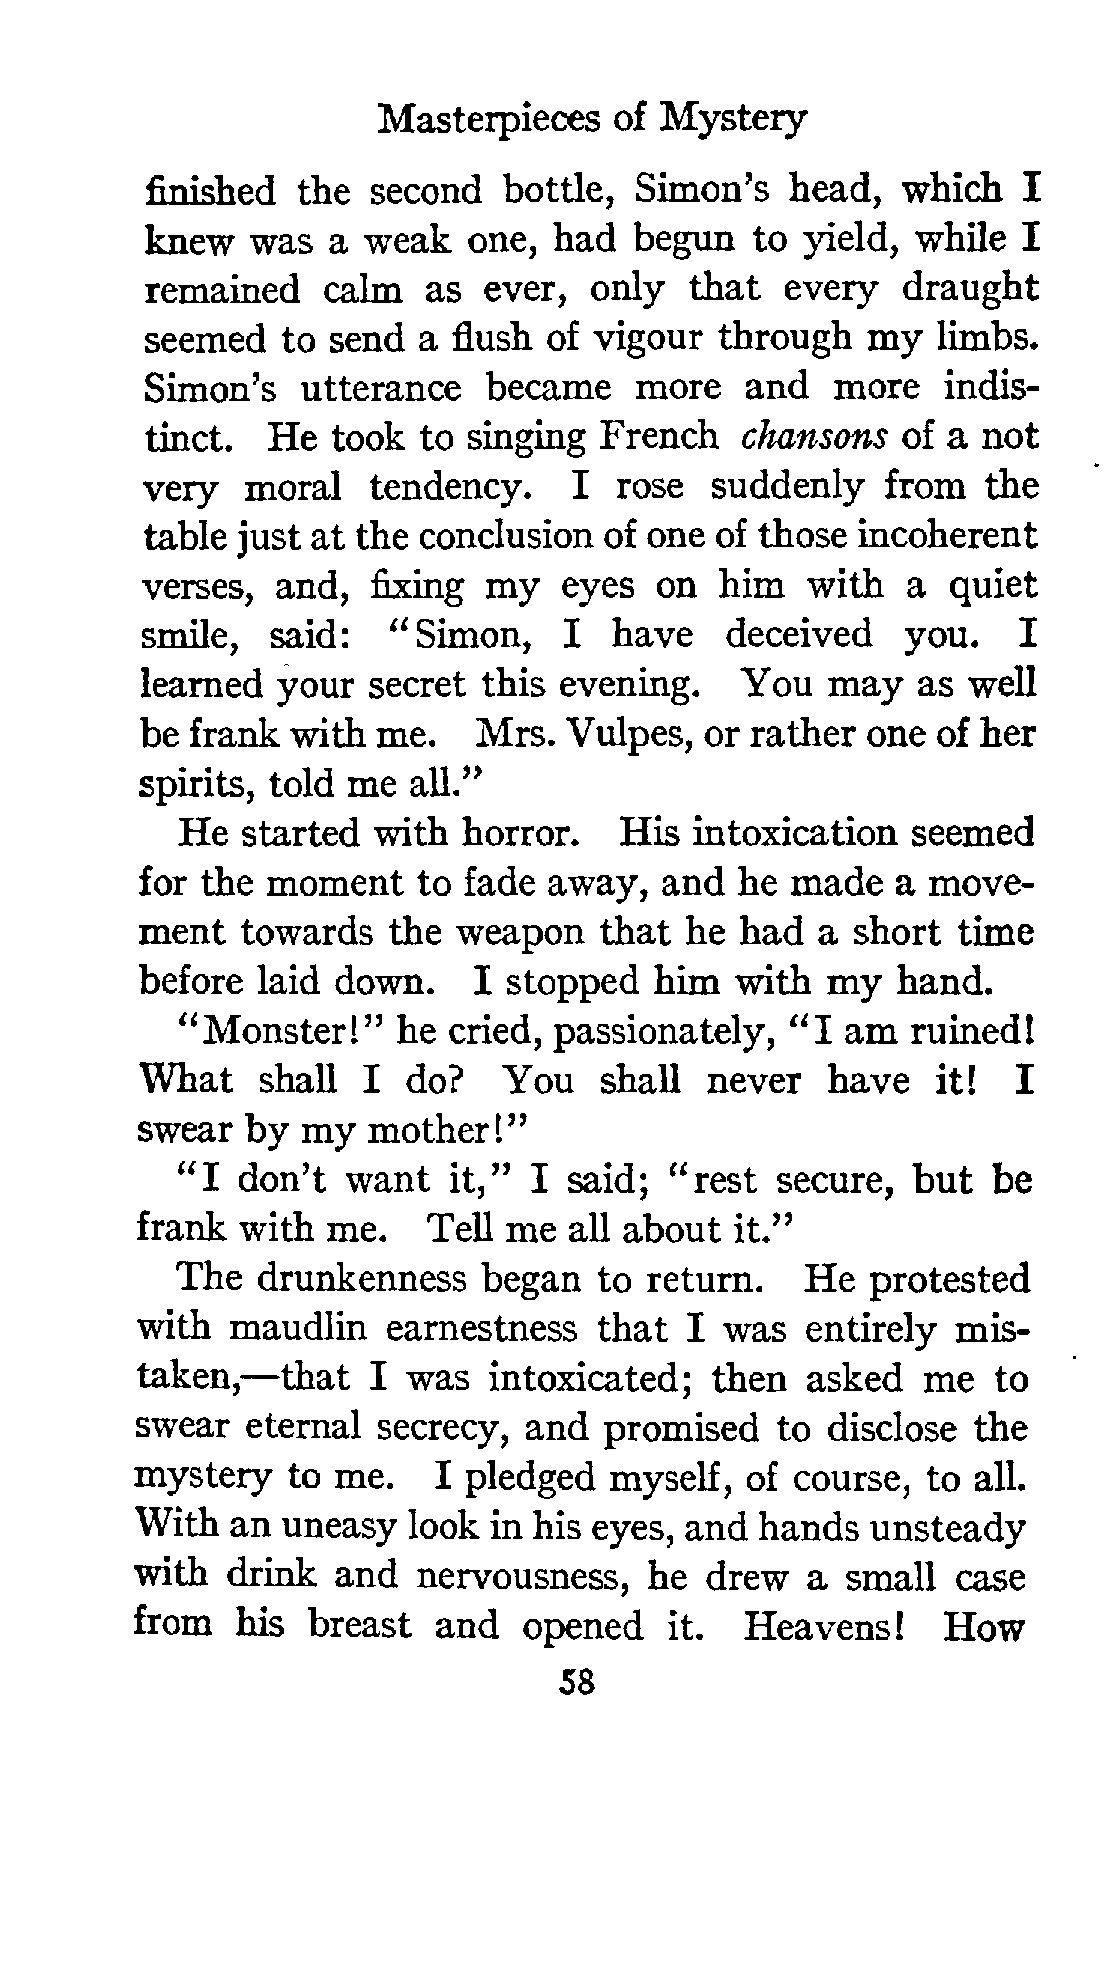 Masterpieces of Mystery
finished the second bottle, Simon's head, which I
knew was a weak one, had begun to yield, while I
remained calm as ever, only that every draught
seemed to send a flush of vigour through my limbs.
Simon's utterance became more and more indis-
tinct. He took to singing French chansons of a not
very moral tendency. I rose suddenly from the
table just at the conclusion of one of those incoherent
verses, and, fixing my eyes on him with a quiet
smile, said: "Simon, I have deceived you. I
learned your secret this evening. You may as well
be frank with me. Mrs. Vulpes, or rather one of her
spirits, told me all."
He started with horror. His intoxication seemed
for the moment to fade away, and he made a move-
ment towards the weapon that he had a short time
before laid down. I stopped him with my hand.
"Monster!" he cried, passionately, "I am ruined!
What shall I do? You shall never have it! I
swear by my mother!"
"I don't want it," I said; "rest secure, but be
frank with me. Tell me all about it."
The drunkenness began to return. He protested
with maudlin earnestness that I was entirely mis-
taken,—that I was intoxicated; then asked me to
swear eternal secrecy, and promised to disclose the
mystery to me. I pledged myself, of course, to all.
With an uneasy look in his eyes, and hands unsteady
with drink and nervousness, he drew a small case
from his breast and opened it. Heavens! How
58